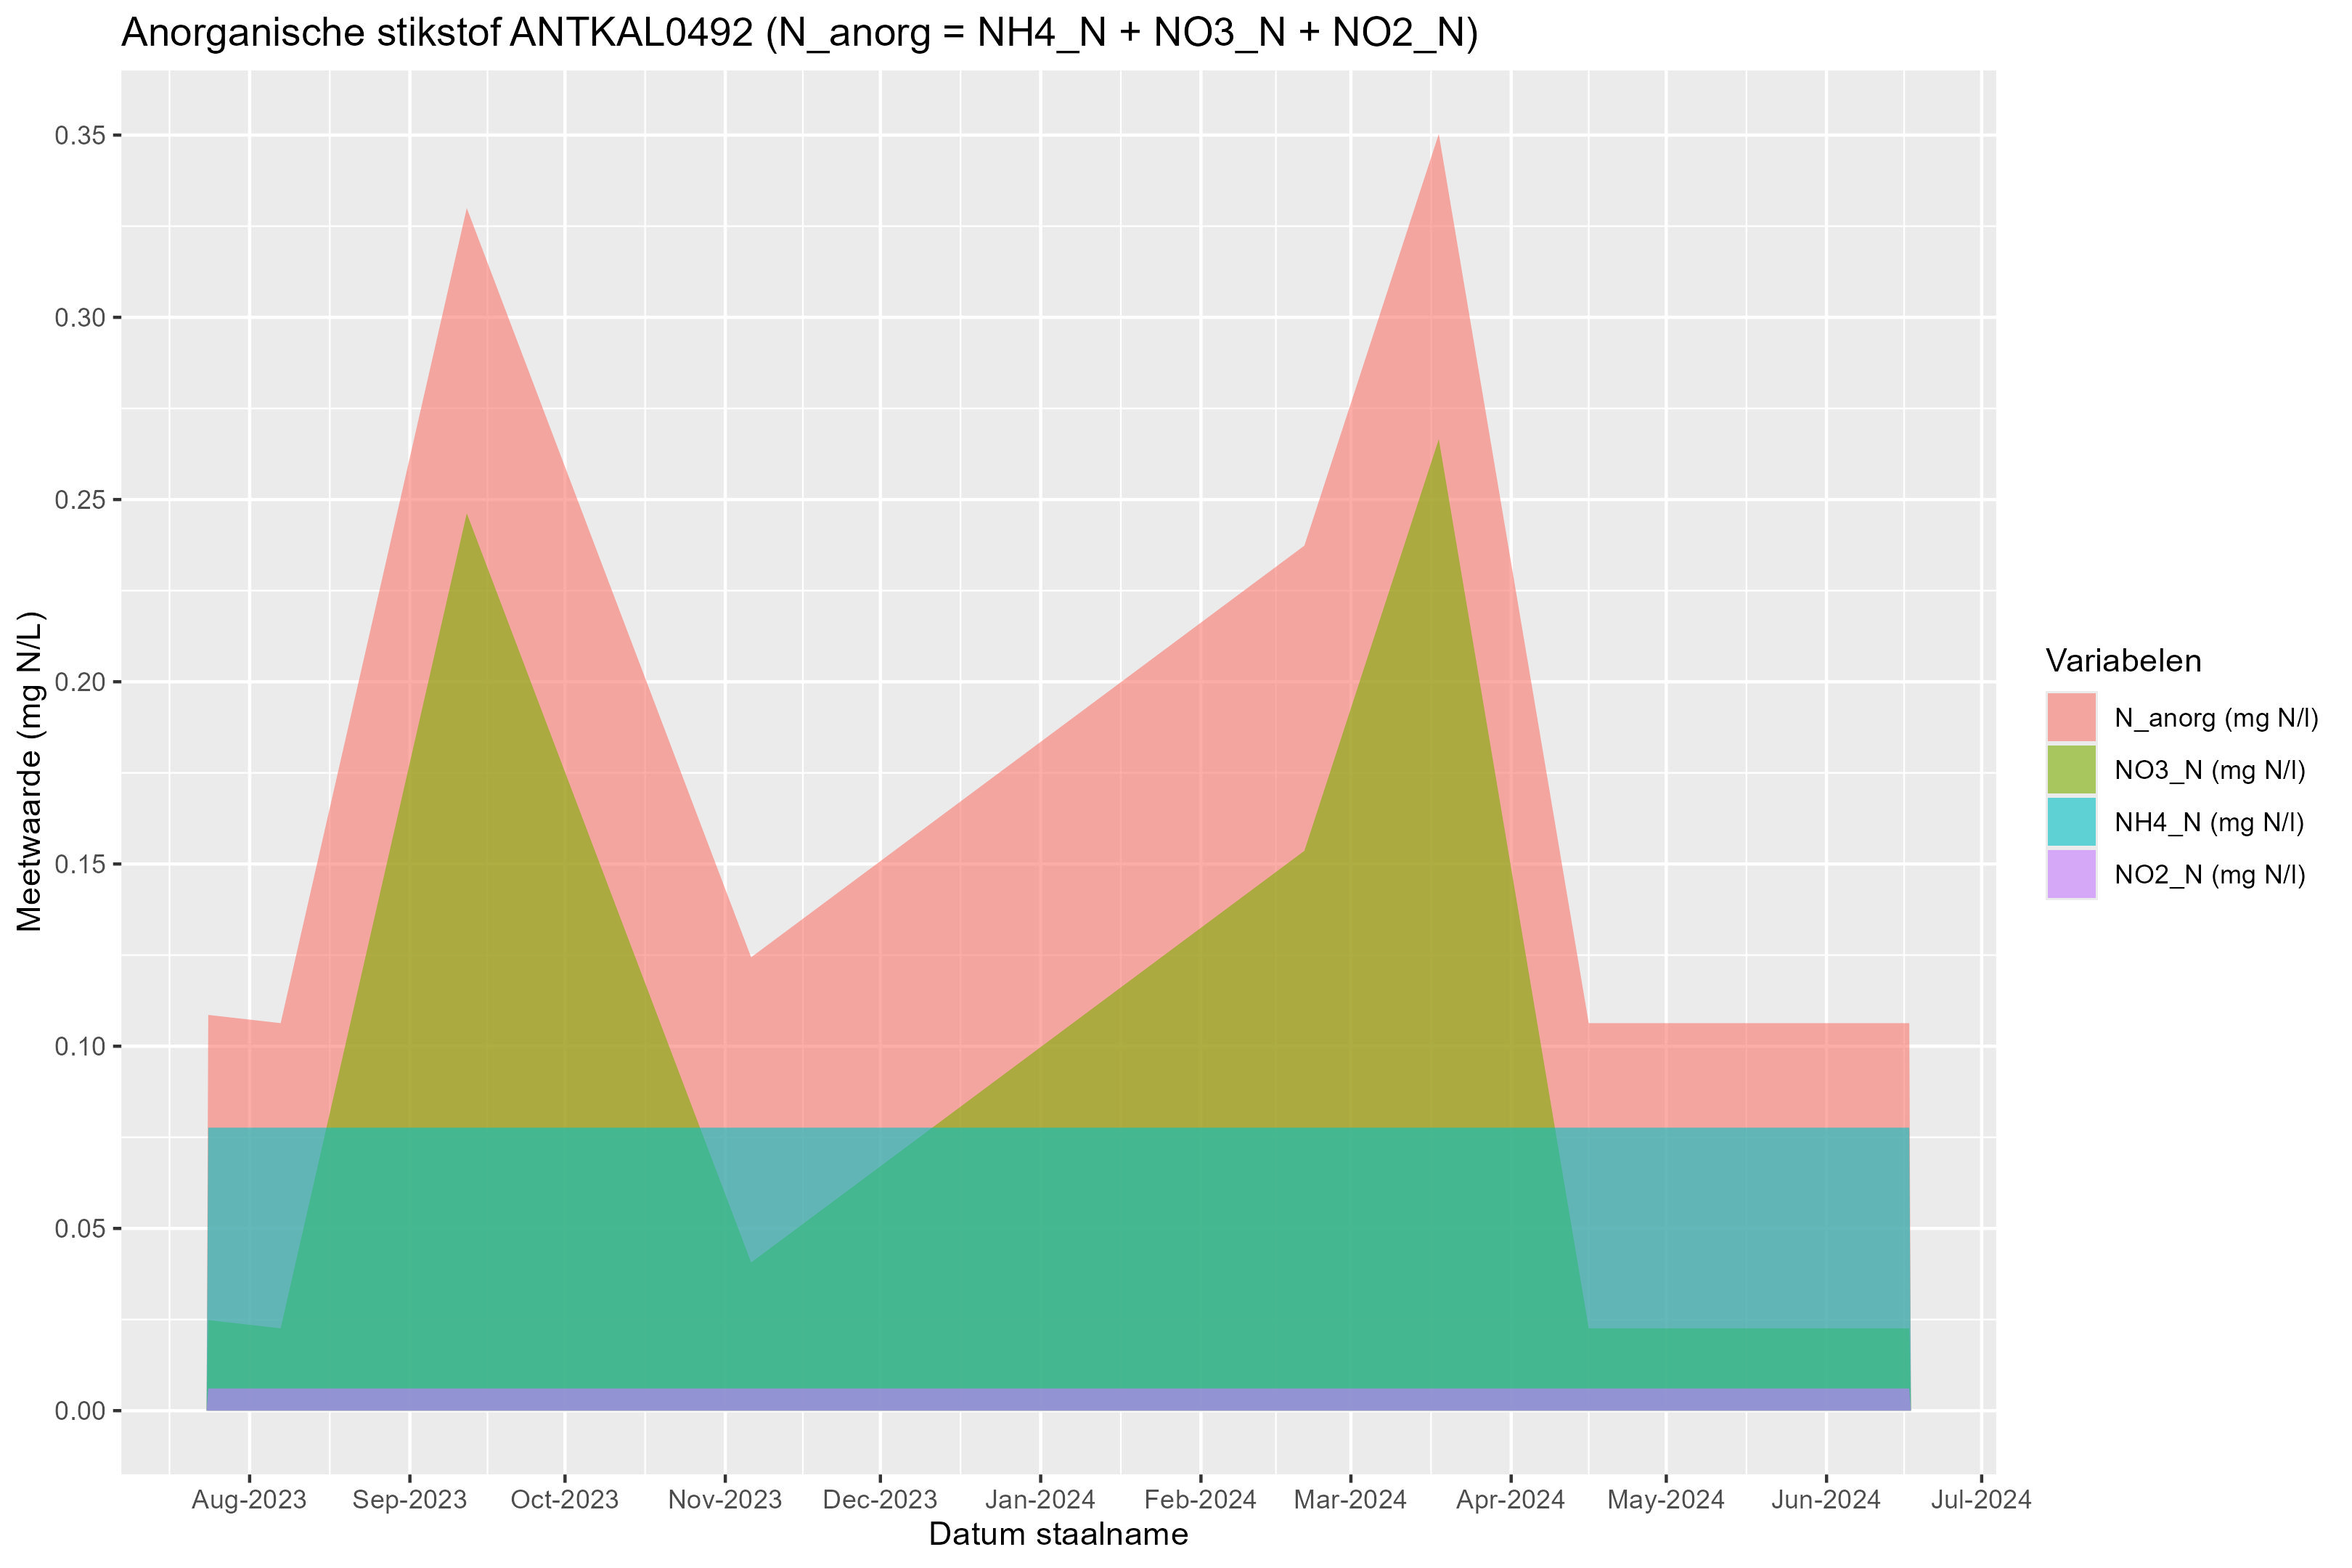 Anorganische stikstof ANTKAL0492 (N_anorg = NH4_N + NO3_N + NO2_N)
Meetwaarde (mg N/L)
0.35
0.30
0.25
0.20
0.15
0.10
0.05
0.00
Aug-2023 Sep-2023 Oct-2023 Nov-2023 Dec-2023 Jan-2024 Feb-2024 Mar-2024 Apr-2024 May-2024 Jun-2024 Jul-2024
Datum staalname
Variabelen
N_anorg (mg N/l)
NO3_N (mg N/l)
NH4_N (mg N/l)
NO2_N (mg N/l)